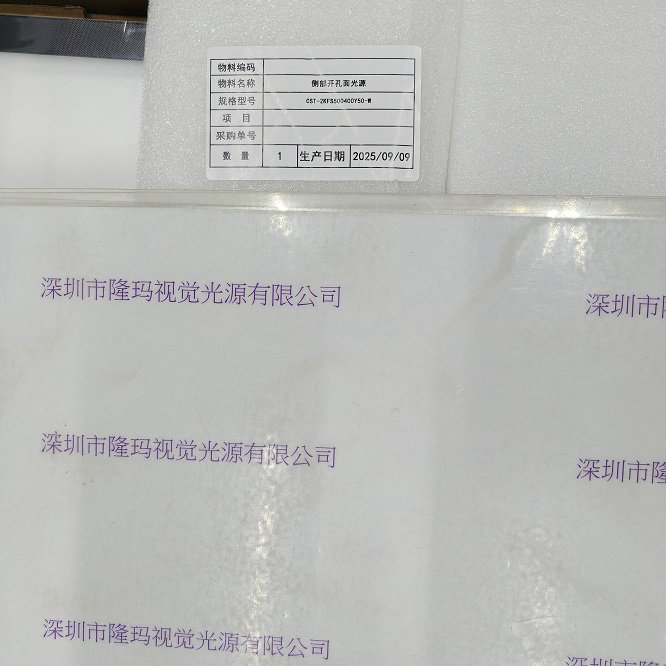 物料编码
物料名称 侧部开孔面光源
规格型号 CST-2KFS500400Y50-W
项 目
采购单号
数 量 1 生产日期 2025/09/09
深圳市隆玛视觉光源有限公司 深圳市隆
深圳市隆玛视觉光源有限公司 深圳市隆
深圳市隆玛视觉光源有限公司 深圳市隆